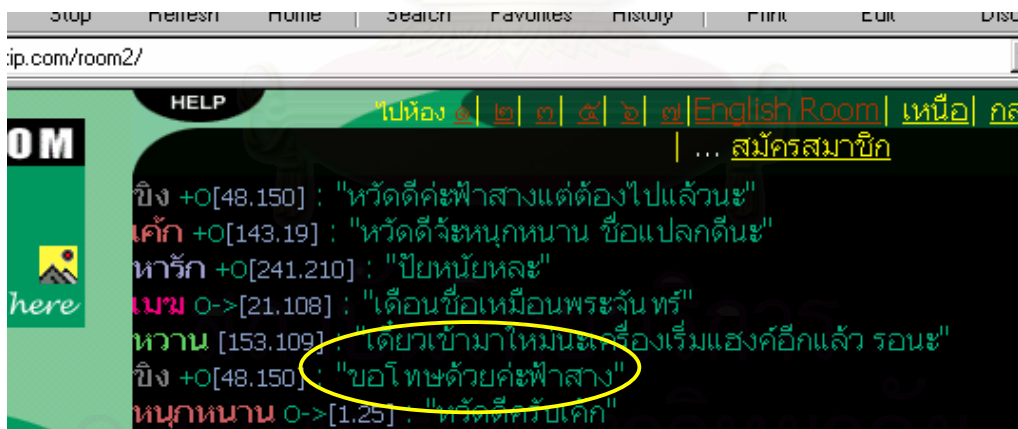 Stop Refresh Home Search Favorites History Print Edit
tip.com/room2/
HELP
ไปห้อง ๑| ๒| ๓| ๕| ๖| ๗|English Room| เหนือ|
OM
| ... สมัครสมาชิก
ขิง +O[48.150] : "หวัดดีค่ะฟ้าสางแต่ต้องไปแล้วนะ"
เค้ก +O[143.19] : "หวัดดีจ้ะหนุกหนาน ชื่อแปลกดีนะ"
หารัก +O[241.210] : "ปัยหนัยหละ"
here
เมฆ O->[21.108] : "เดือนชื่อเหมือนพระจันทร์"
หวาน [153.109] : "เดี๋ยวเข้ามาใหม่นะเครื่องเริ่มแฮงค์อีกแล้ว รอนะ"
ขิง +O[48.150] : "ขอโทษด้วยค่ะฟ้าสาง"
หนุกหนาน O->[1.25] : "หวัดดีครับเค้ก"